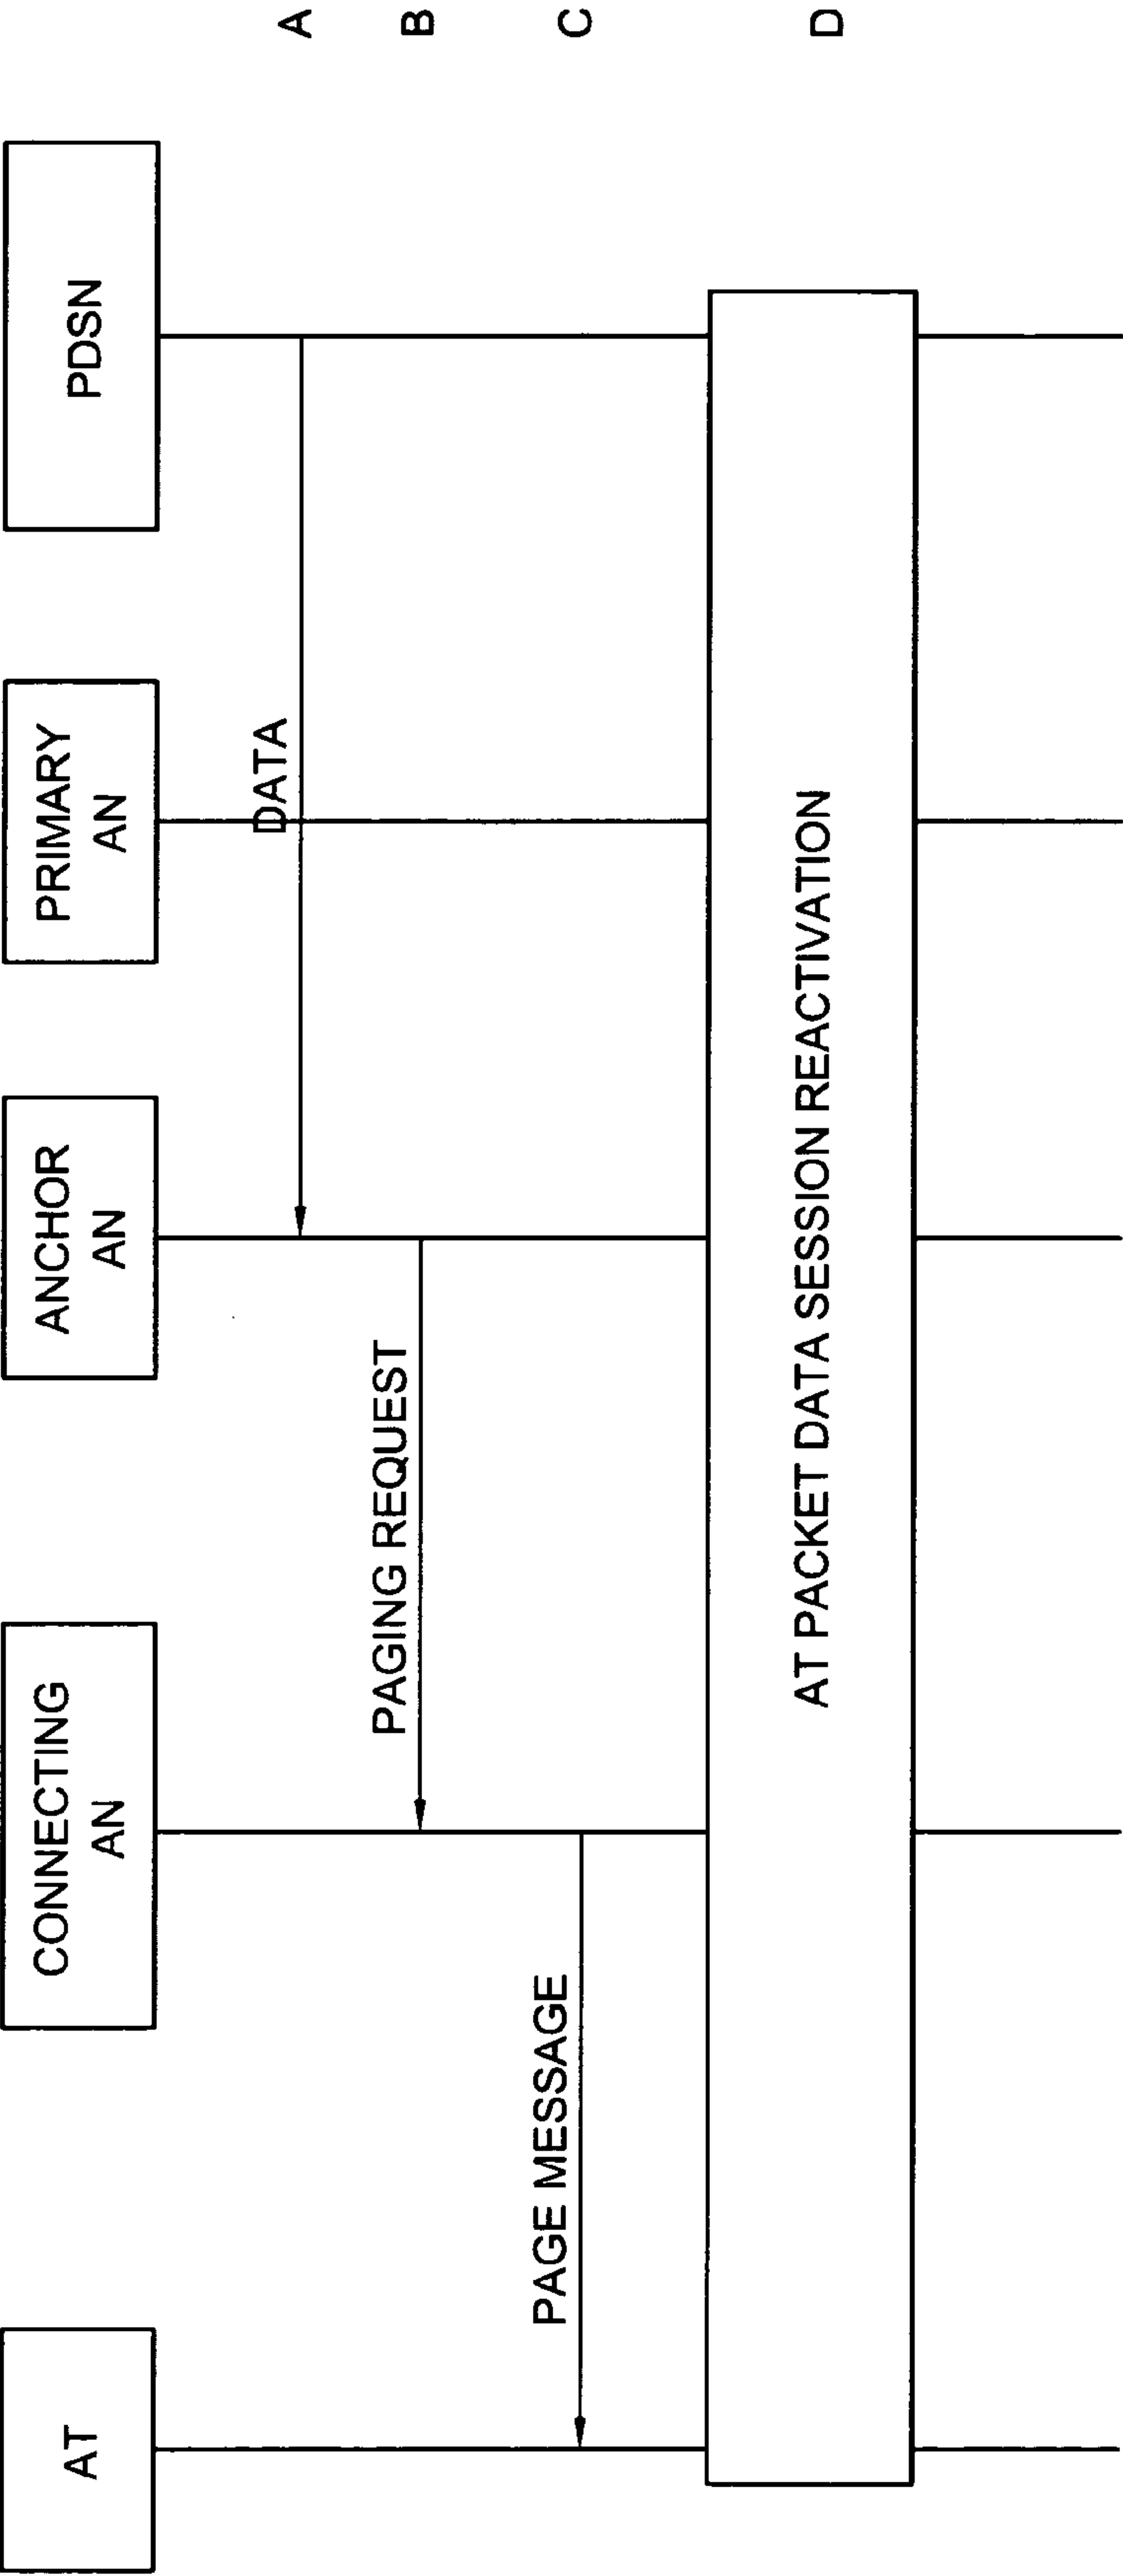 AT
CONNECTING
AN
ANCHOR
AN
PRIMARY
AN
PDSN
DATA
A
PAGING REQUEST
B
PAGE MESSAGE
C
AT PACKET DATA SESSION REACTIVATION
D